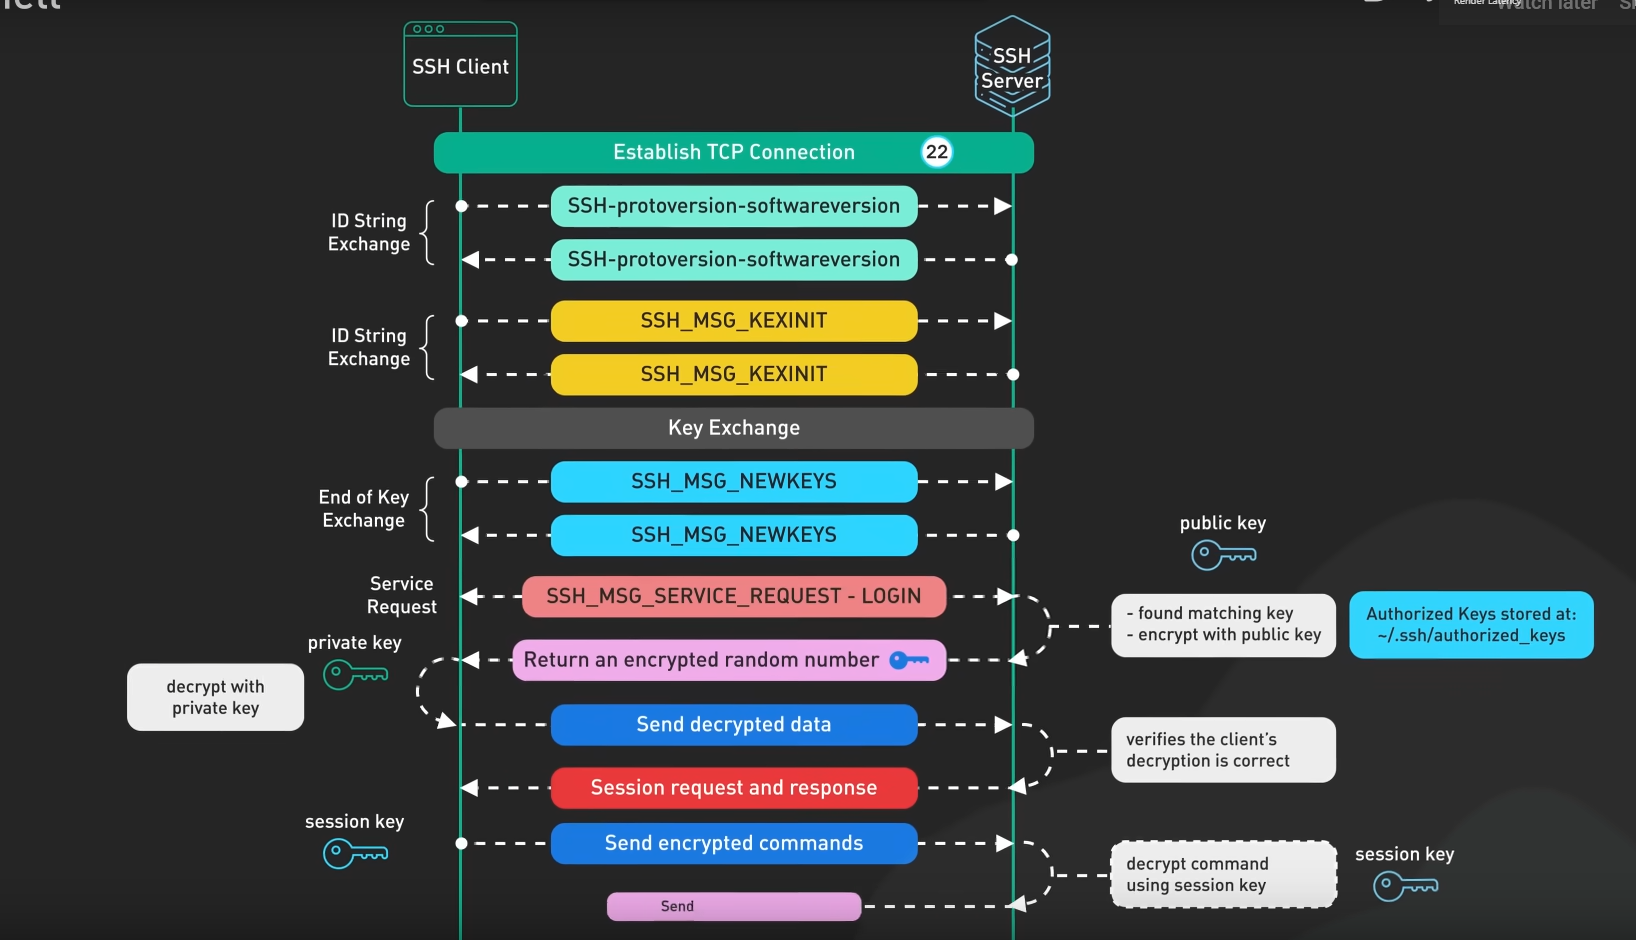 Render Latency
Watch later
SSH Client
SSH
Server
Establish TCP Connection
22
ID String
Exchange
SSH-protoversion-softwareversion
SSH-protoversion-softwareversion
ID String
Exchange
SSH_MSG_KEXINIT
SSH_MSG_KEXINIT
Key Exchange
End of Key
Exchange
SSH_MSG_NEWKEYS
SSH_MSG_NEWKEYS
public key
Service
Request
SSH_MSG_SERVICE_REQUEST - LOGIN
- found matching key
- encrypt with public key
Authorized Keys stored at:
~/.ssh/authorized_keys
private key
Return an encrypted random number
decrypt with
private key
Send decrypted data
verifies the client's
decryption is correct
Session request and response
session key
Send encrypted commands
decrypt command
using session key
session key
Send